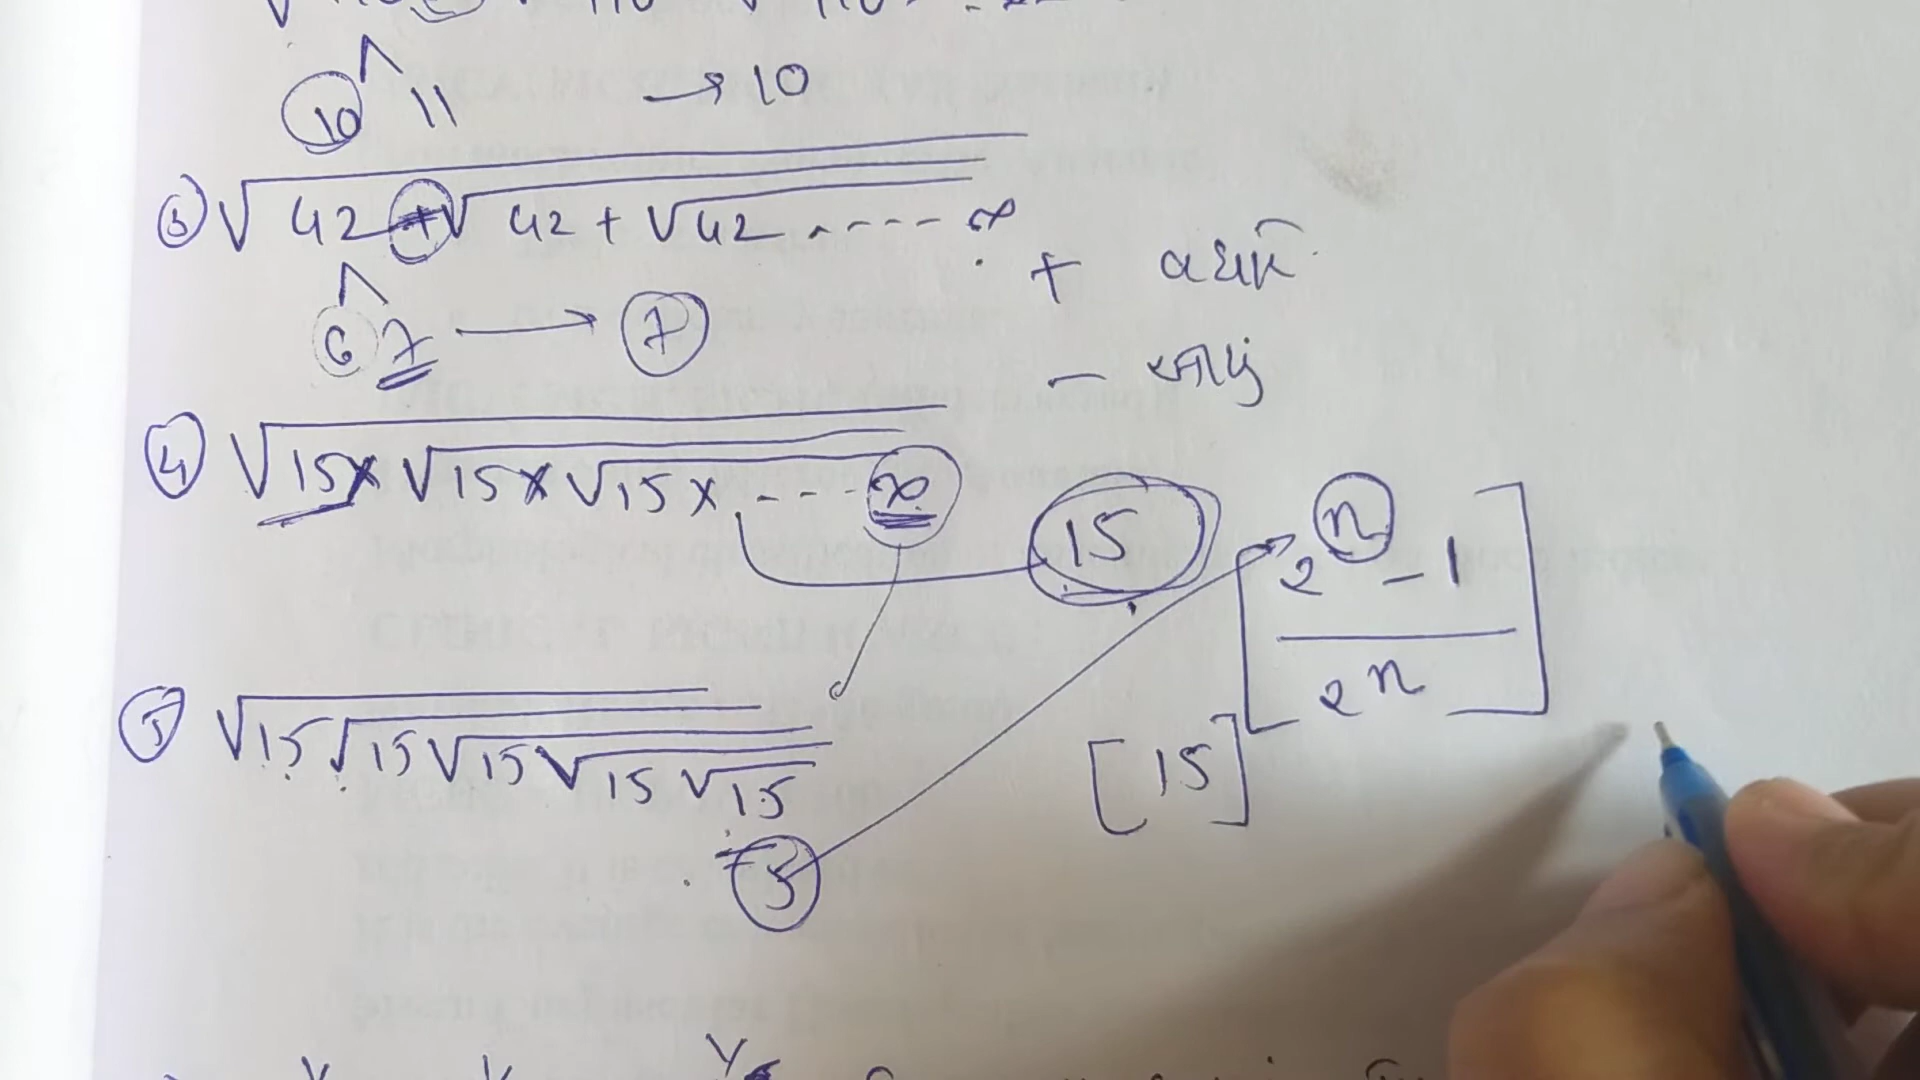 10 11 → 10
③ √42 + √42 + √42 ----- ∞
6 7 → 7
+ વધારે
-
④ √15× √15× √15× ---- ∞
15
2^n - 1
2^n
⑤ √15√15√15√15√15
[15]
5